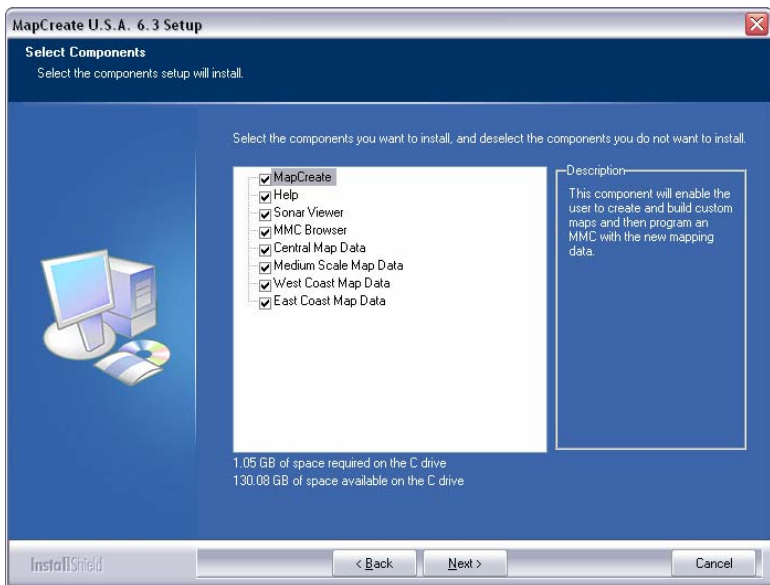 MapCreate U.S.A. 6.3 Setup
Select Components
Select the components setup will install.
Select the components you want to install, and deselect the components you do not want to install.
MapCreate
Help
Sonar Viewer
MMC Browser
Central Map Data
Medium Scale Map Data
West Coast Map Data
East Coast Map Data
Description
This component will enable the
user to create and build custom
maps and then program an
MMC with the new mapping
data.
1.05 GB of space required on the C drive
130.08 GB of space available on the C drive
InstallShield
< Back
Next >
Cancel